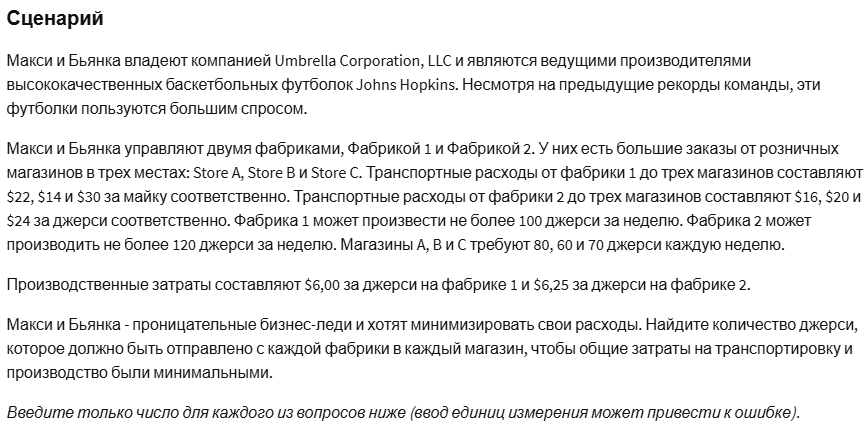 Сценарий
Макси и Бьянка владеют компанией Umbrella Corporation, LLC и являются ведущими производителями
высококачественных баскетбольных футболок Johns Hopkins. Несмотря на предыдущие рекорды команды, эти
футболки пользуются большим спросом.
Макси и Бьянка управляют двумя фабриками, Фабрикой 1 и Фабрикой 2. У них есть большие заказы от розничных
магазинов в трех местах: Store A, Store B и Store C. Транспортные расходы от фабрики 1 до трех магазинов составляют
$22, $14 и $30 за майку соответственно. Транспортные расходы от фабрики 2 до трех магазинов составляют $16, $20 и
$24 за джерси соответственно. Фабрика 1 может произвести не более 100 джерси за неделю. Фабрика 2 может
производить не более 120 джерси за неделю. Магазины A, B и C требуют 80, 60 и 70 джерси каждую неделю.
Производственные затраты составляют $6,00 за джерси на фабрике 1 и $6,25 за джерси на фабрике 2.
Макси и Бьянка - проницательные бизнес-леди и хотят минимизировать свои расходы. Найдите количество джерси,
которое должно быть отправлено с каждой фабрики в каждый магазин, чтобы общие затраты на транспортировку и
производство были минимальными.
Введите только число для каждого из вопросов ниже (ввод единиц измерения может привести к ошибке).